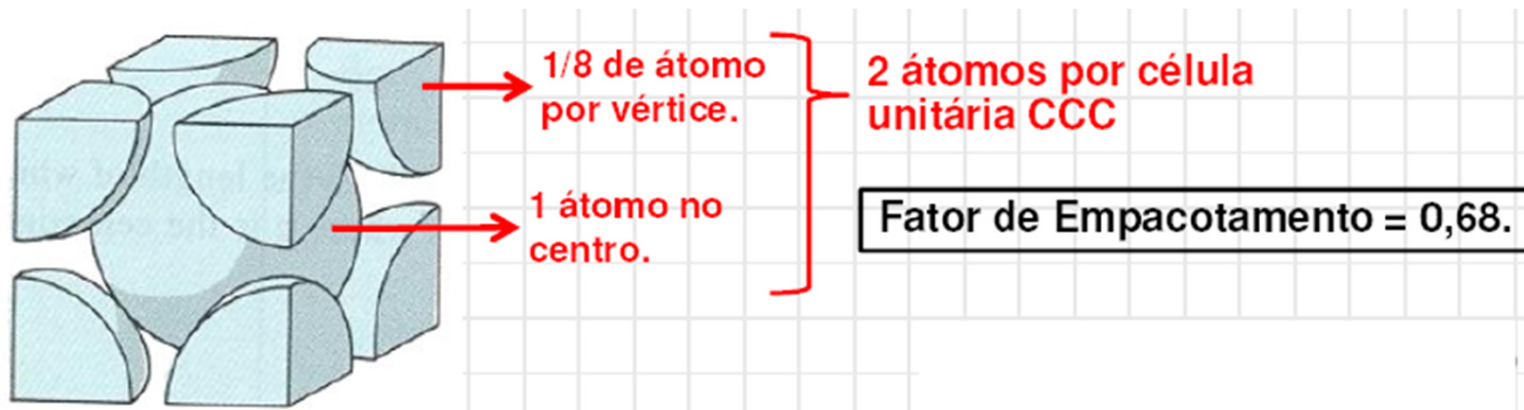 1/8 de átomo
por vértice.
2 átomos por célula
unitária CCC
1 átomo no
centro.
Fator de Empacotamento = 0,68.